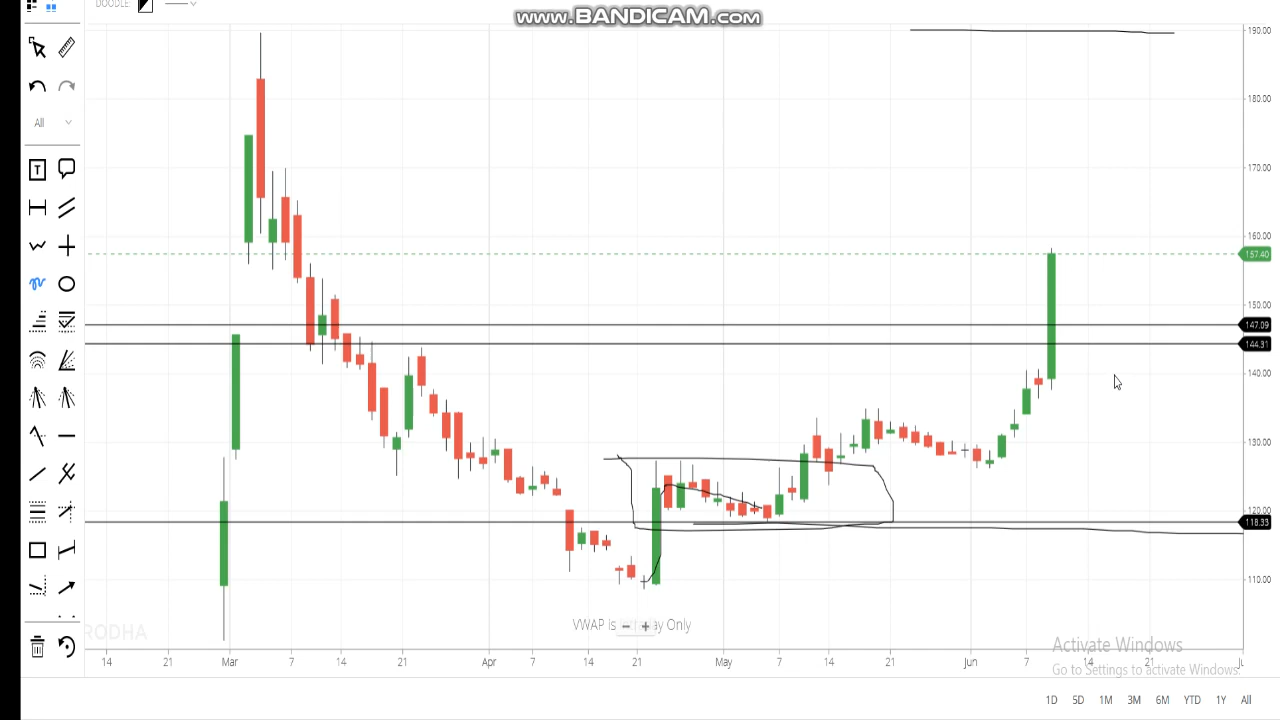 DOODLE:
www.BANDICAM.com
190.00
180.00
170.00
160.00
157.40
150.00
147.09
144.31
140.00
130.00
120.00
118.33
110.00
All
T
VWAP is
ay Only
RODHA
Activate Windows
Go to Settings to activate Windows.
14 21 Mar 7 14 21 Apr 7 14 21 May 7 14 21 Jun 7 14 21
1D 5D 1M 3M 6M YTD 1Y All